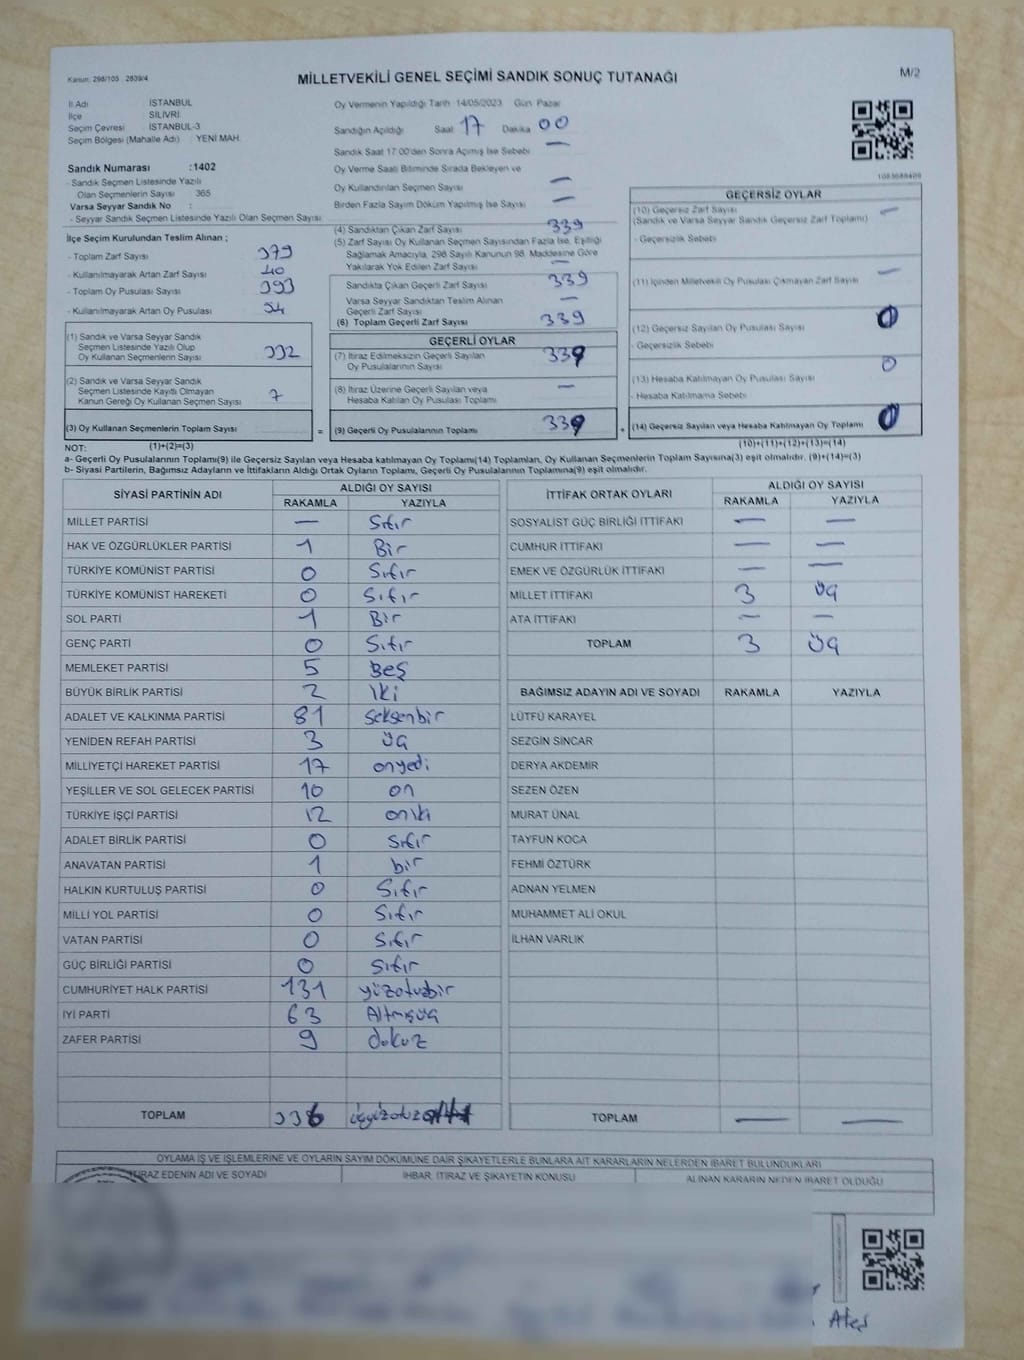 Kanun: 298/105 2839/4
MİLLETVEKİLİ GENEL SEÇİMİ SANDIK SONUÇ TUTANAĞI
M/2
İl Adı İSTANBUL
İlçe SİLİVRİ
Seçim Çevresi İSTANBUL-3
Seçim Bölgesi (Mahalle Adı) YENİ MAH.
Sandık Numarası :1402
- Sandık Seçmen Listesinde Yazılı
Olan Seçmenlerin Sayısı 365
Varsa Seyyar Sandık No :
- Seyyar Sandık Seçmen Listesinde Yazılı Olan Seçmen Sayısı
Oy Vermenin Yapıldığı Tarih 14/05/2023 Gün Pazar
Sandığın Açıldığı Saat 17 Dakika 00
Sandık Saat 17:00'den Sonra Açılmış İse Sebebi —
Oy Verme Saati Bitiminde Sırada Bekleyen ve
Oy Kullandırılan Seçmen Sayısı —
Birden Fazla Sayım Döküm Yapılmış İse Sayısı —
İlçe Seçim Kurulundan Teslim Alınan ;
- Toplam Zarf Sayısı 379
- Kullanılmayarak Artan Zarf Sayısı 40
- Toplam Oy Pusulası Sayısı 393
- Kullanılmayarak Artan Oy Pusulası 54
(1) Sandık ve Varsa Seyyar Sandık
Seçmen Listesinde Yazılı Olup
Oy Kullanan Seçmenlerin Sayısı 332
(2) Sandık ve Varsa Seyyar Sandık
Seçmen Listesinde Kayıtlı Olmayan
Kanun Gereği Oy Kullanan Seçmen Sayısı 7
(3) Oy Kullanan Seçmenlerin Toplam Sayısı
(1)+(2)=(3)
(4) Sandıktan Çıkan Zarf Sayısı 339
(5) Zarf Sayısı Oy Kullanan Seçmen Sayısından Fazla İse, Eşitliği
Sağlamak Amacıyla, 298 Sayılı Kanunun 98. Maddesine Göre
Yakılarak Yok Edilen Zarf Sayısı —
Sandıkta Çıkan Geçerli Zarf Sayısı 339
Varsa Seyyar Sandıktan Teslim Alınan
Geçerli Zarf Sayısı —
(6) Toplam Geçerli Zarf Sayısı 339
GEÇERLİ OYLAR
(7) İtiraz Edilmeksizin Geçerli Sayılan
Oy Pusulalarının Sayısı 339
(8) İtiraz Üzerine Geçerli Sayılan veya
Hesaba Katılan Oy Pusulası Toplamı —
= (9) Geçerli Oy Pusulalarının Toplamı 339 +
1083688409
GEÇERSİZ OYLAR
(10) Geçersiz Zarf Sayısı —
(Sandık ve Varsa Seyyar Sandık Geçersiz Zarf Toplamı)
- Geçersizlik Sebebi
(11) İçinden Milletvekili Oy Pusulası Çıkmayan Zarf Sayısı —
(12) Geçersiz Sayılan Oy Pusulası Sayısı 0
- Geçersizlik Sebebi
(13) Hesaba Katılmayan Oy Pusulası Sayısı 0
- Hesaba Katılmama Sebebi
(14) Geçersiz Sayılan veya Hesaba Katılmayan Oy Toplamı 0
(10)+(11)+(12)+(13)=(14)
NOT:
a- Geçerli Oy Pusulalarının Toplamı(9) ile Geçersiz Sayılan veya Hesaba katılmayan Oy Toplamı(14) Toplamları, Oy Kullanan Seçmenlerin Toplam Sayısına(3) eşit olmalıdır. (9)+(14)=(3)
b- Siyasi Partilerin, Bağımsız Adayların ve İttifakların Aldığı Ortak Oyların Toplamı, Geçerli Oy Pusulalarının Toplamına(9) eşit olmalıdır.
SİYASİ PARTİNİN ADI ALDIĞI OY SAYISI
RAKAMLA YAZIYLA
MİLLET PARTİSİ — Sıfır
HAK VE ÖZGÜRLÜKLER PARTİSİ 1 Bir
TÜRKİYE KOMÜNİST PARTİSİ 0 Sıfır
TÜRKİYE KOMÜNİST HAREKETİ 0 Sıfır
SOL PARTİ 1 Bir
GENÇ PARTİ 0 Sıfır
MEMLEKET PARTİSİ 5 Beş
BÜYÜK BİRLİK PARTİSİ 2 iki
ADALET VE KALKINMA PARTİSİ 81 Seksenbir
YENİDEN REFAH PARTİSİ 3 üç
MİLLİYETÇİ HAREKET PARTİSİ 17 onyedi
YEŞİLLER VE SOL GELECEK PARTİSİ 10 on
TÜRKİYE İŞÇİ PARTİSİ 12 oniki
ADALET BİRLİK PARTİSİ 0 Sıfır
ANAVATAN PARTİSİ 1 bir
HALKIN KURTULUŞ PARTİSİ 0 Sıfır
MİLLİ YOL PARTİSİ 0 Sıfır
VATAN PARTİSİ 0 Sıfır
GÜÇ BİRLİĞİ PARTİSİ 0 Sıfır
CUMHURİYET HALK PARTİSİ 131 yüzotuzbir
İYİ PARTİ 63 Altmışüç
ZAFER PARTİSİ 9 dokuz
TOPLAM 336 üçyüzotuzaltı
İTTİFAK ORTAK OYLARI ALDIĞI OY SAYISI
RAKAMLA YAZIYLA
SOSYALİST GÜÇ BİRLİĞİ İTTİFAKI — —
CUMHUR İTTİFAKI — —
EMEK VE ÖZGÜRLÜK İTTİFAKI — —
MİLLET İTTİFAKI 3 üç
ATA İTTİFAKI — —
TOPLAM 3 üç
BAĞIMSIZ ADAYIN ADI VE SOYADI RAKAMLA YAZIYLA
LÜTFÜ KARAYEL
SEZGİN SİNCAR
DERYA AKDEMİR
SEZEN ÖZEN
MURAT ÜNAL
TAYFUN KOCA
FEHMİ ÖZTÜRK
ADNAN YELMEN
MUHAMMET ALİ OKUL
İLHAN VARLIK
TOPLAM — —
OYLAMA İŞ VE İŞLEMLERİNE VE OYLARIN SAYIM DÖKÜMÜNE DAİR ŞİKAYETLERLE BUNLARA AİT KARARLARIN NELERDEN İBARET BULUNDUKLARI
İTİRAZ EDENİN ADI VE SOYADI İHBAR, İTİRAZ VE ŞİKAYETİN KONUSU ALINAN KARARIN NEDEN İBARET OLDUĞU
Ateş